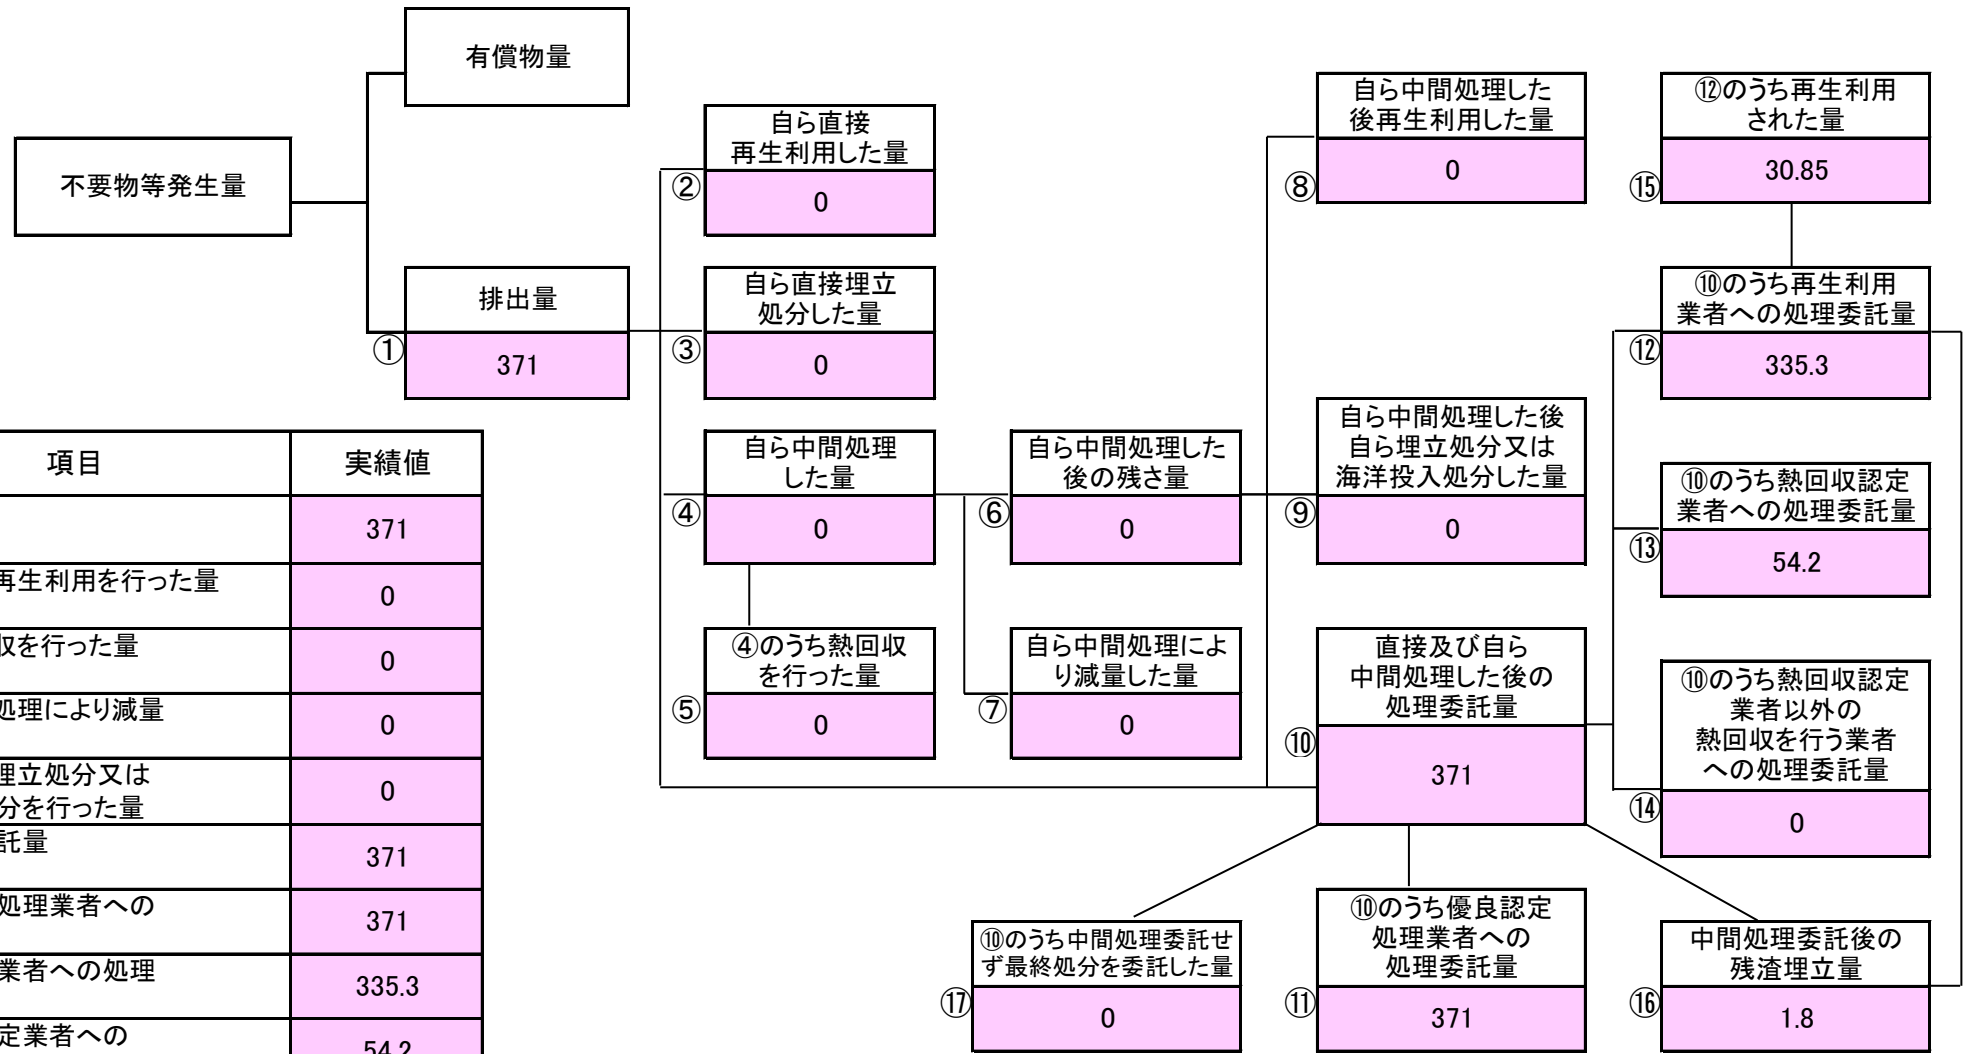 有償物量
不要物等発生量
排出量
①
371
自ら直接
再生利用した量
②
0
自ら直接埋立
処分した量
③
0
自ら中間処理
した量
④
0
④のうち熱回収
を行った量
⑤
0
自ら中間処理した
後の残さ量
⑥
0
自ら中間処理によ
り減量した量
⑦
0
自ら中間処理した
後再生利用した量
⑧
0
自ら中間処理した後
自ら埋立処分又は
海洋投入処分した量
⑨
0
直接及び自ら
中間処理した後の
処理委託量
⑩
371
⑫のうち再生利用
された量
⑮
30.85
⑩のうち再生利用
業者への処理委託量
⑫
335.3
⑩のうち熱回収認定
業者への処理委託量
⑬
54.2
⑩のうち熱回収認定
業者以外の
熱回収を行う業者
への処理委託量
⑭
0
⑩のうち中間処理委託せ
ず最終処分を委託した量
⑰
0
⑩のうち優良認定
処理業者への
処理委託量
⑪
371
中間処理委託後の
残渣埋立量
⑯
1.8
項目
実績値
371
再生利用を行った量
0
収を行った量
0
処理により減量
0
埋立処分又は
分を行った量
0
託量
371
処理業者への
371
業者への処理
335.3
定業者への
54.2